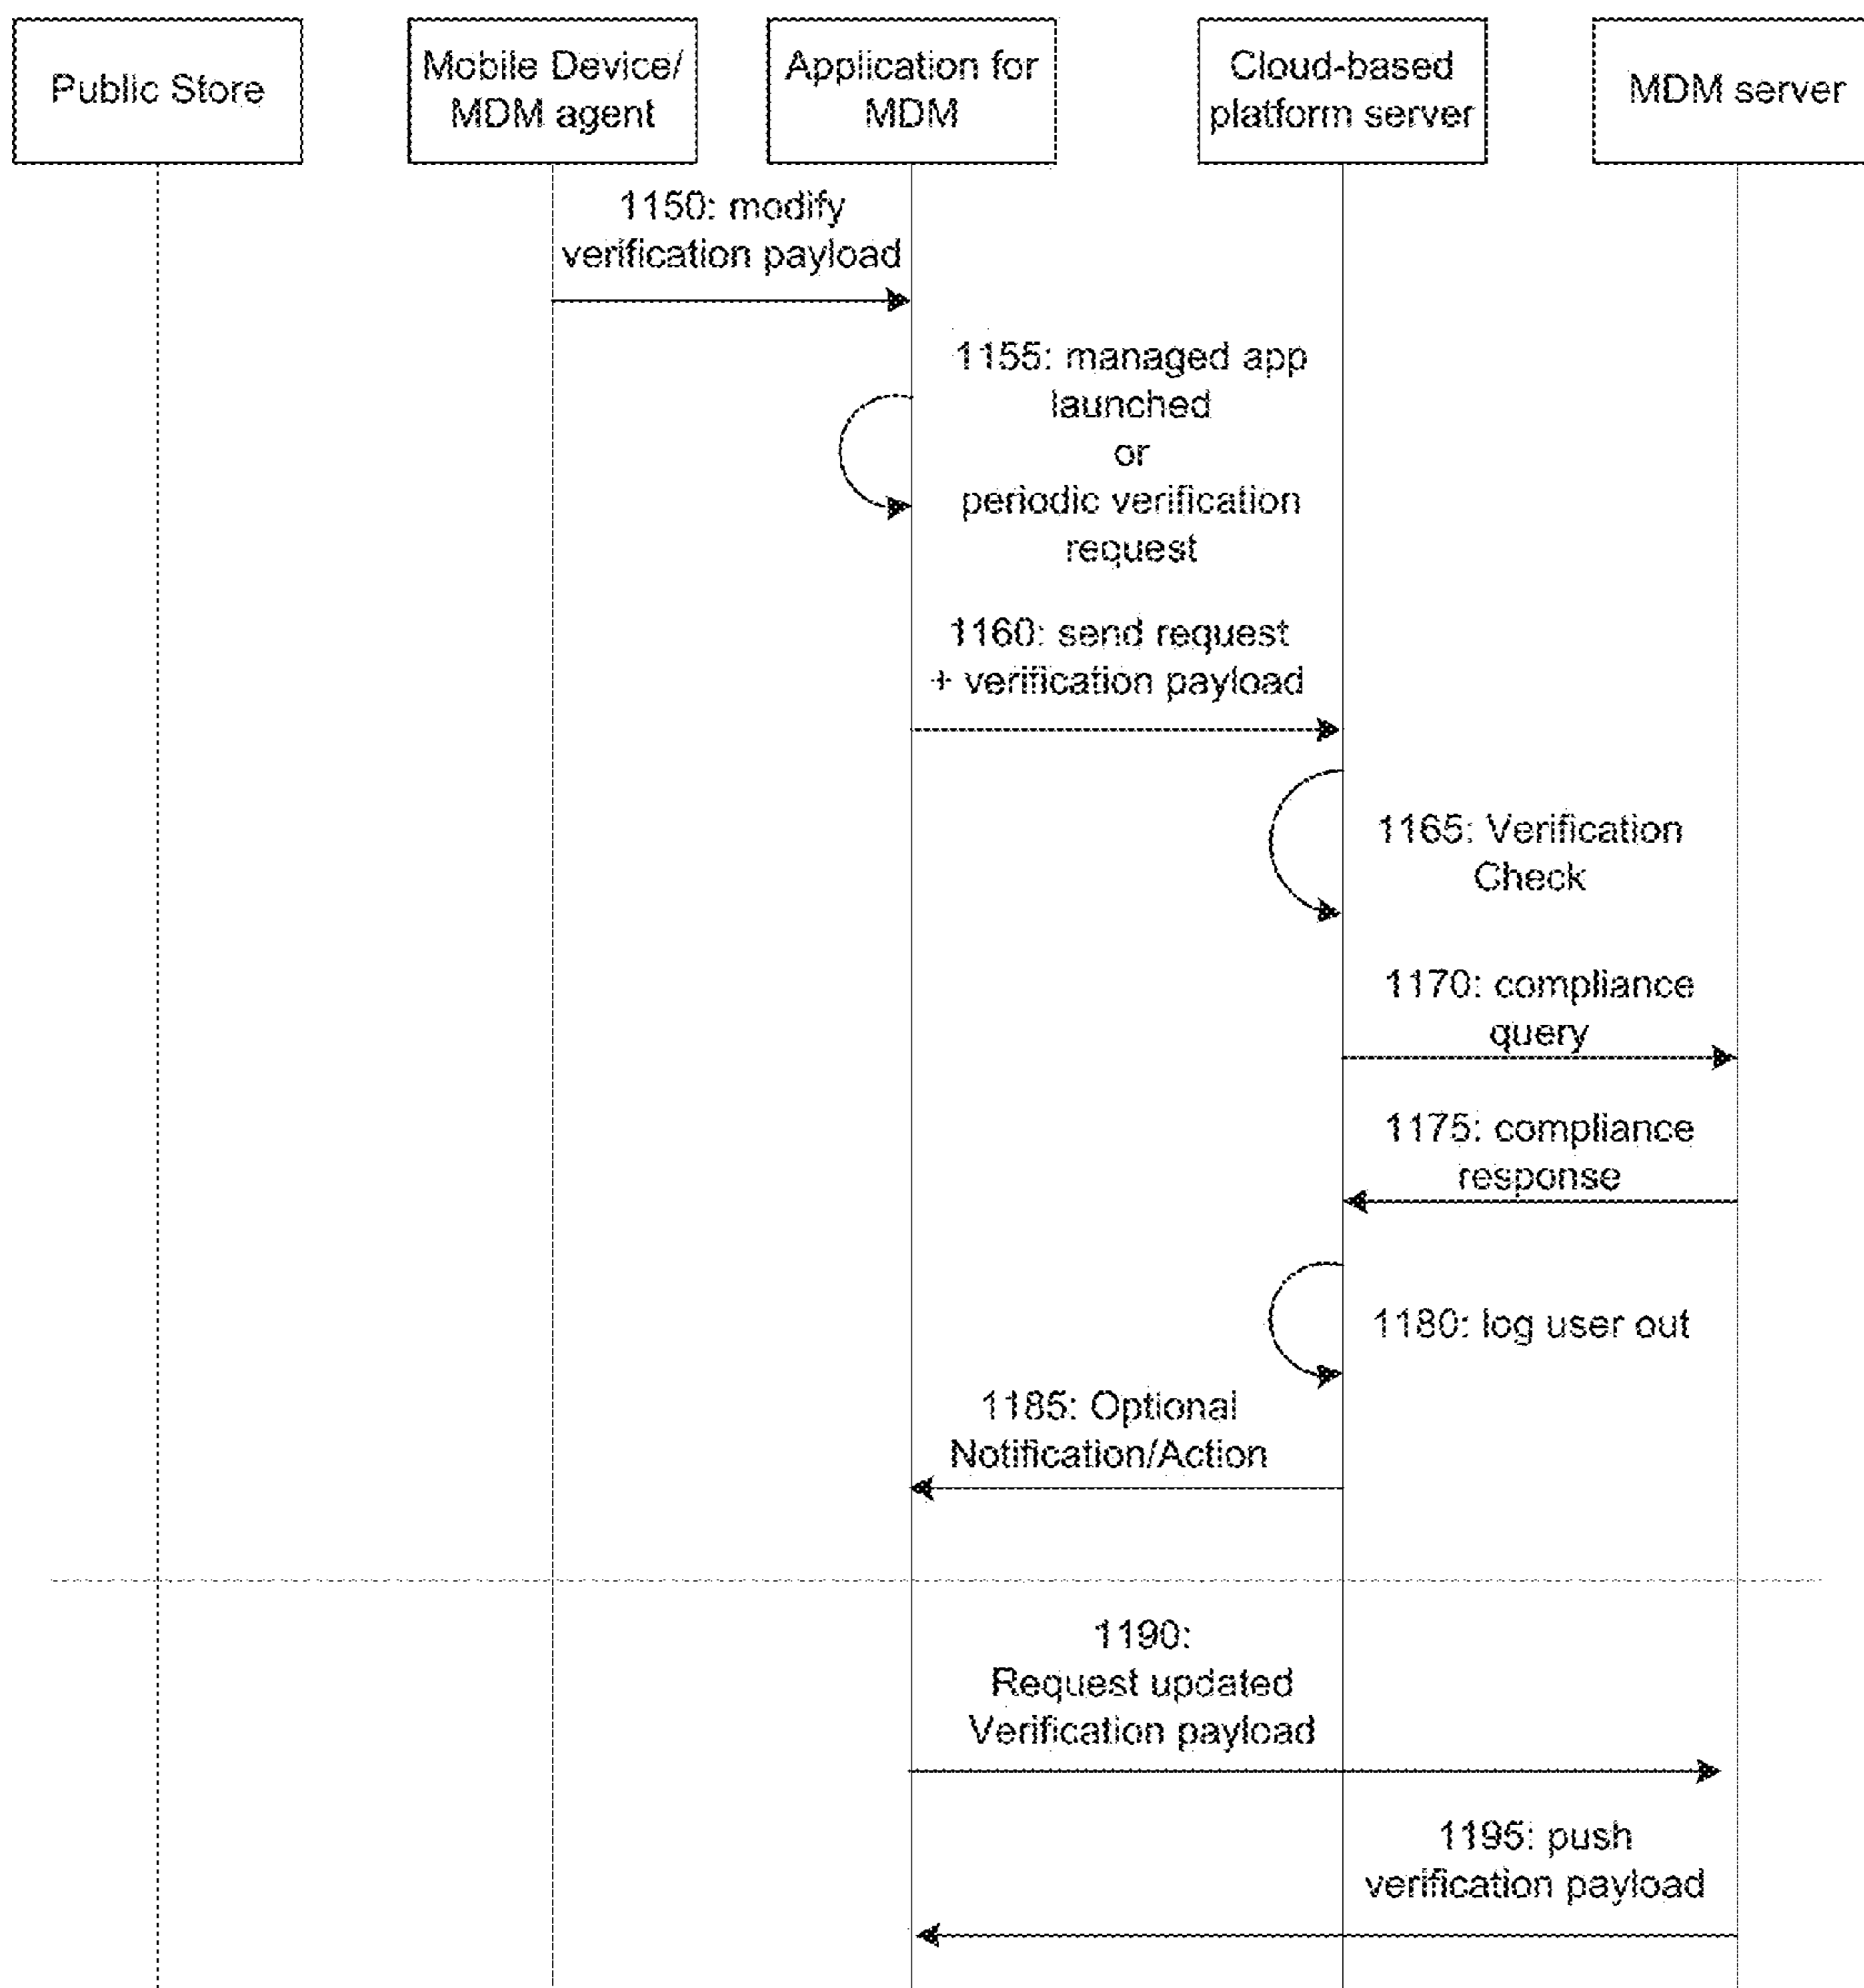 Public Store
Mobile Device/
MDM agent
Application for
MDM
Cloud-based
platform server
MDM server
1150: modify
verification payload
1155: managed app
launched
or
periodic verification
request
1160: send request
+ verification payload
1165: Verification
Check
1170: compliance
query
1175: compliance
response
1180: log user out
1185: Optional
Notification/Action
1190:
Request updated
Verification payload
1195: push
verification payload